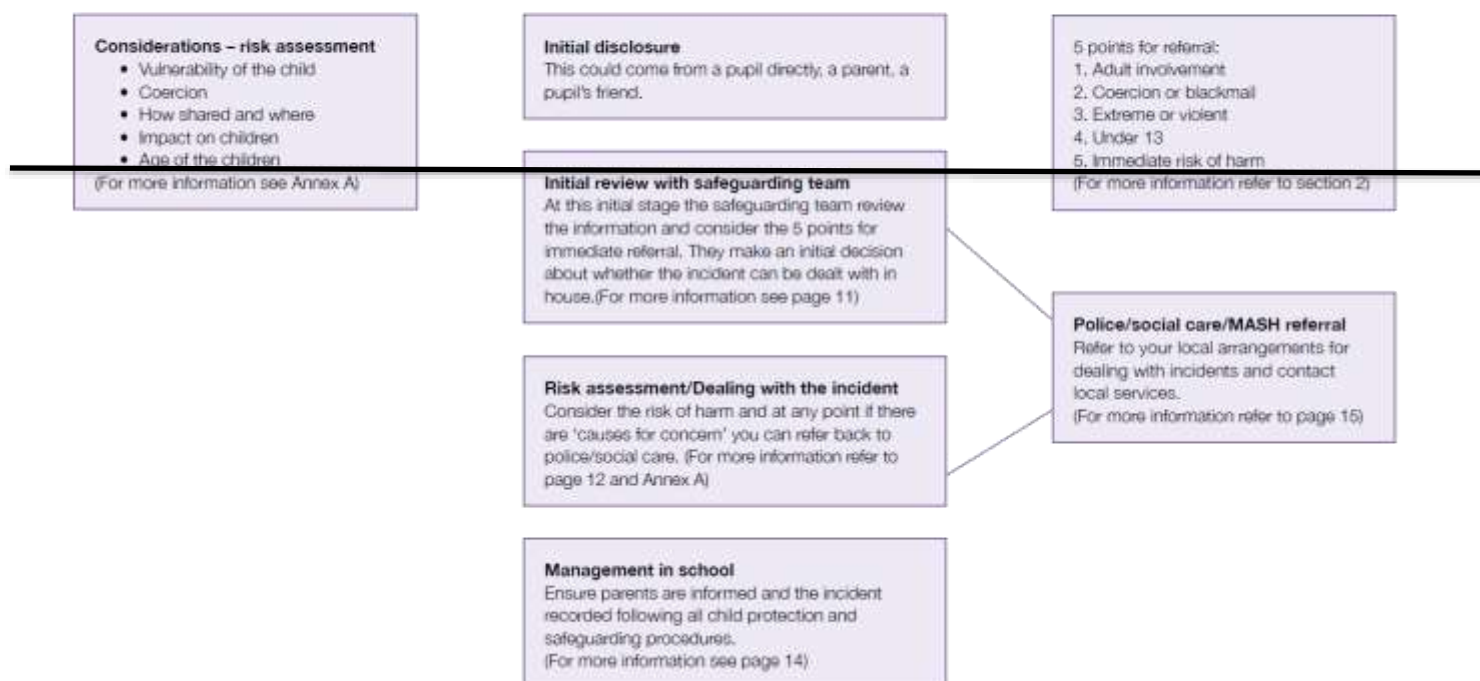 Considerations – risk assessment
• Vulnerability of the child
• Coercion
• How shared and where
• Impact on children
• Age of the children
(For more information see Annex A)
Initial disclosure
This could come from a pupil directly, a parent, a
pupil's friend.
Initial review with safeguarding team
At this initial stage the safeguarding team review
the information and consider the 5 points for
immediate referral. They make an initial decision
about whether the incident can be dealt with in
house.(For more information see page 11)
Risk assessment/Dealing with the incident
Consider the risk of harm and at any point if there
are 'causes for concern' you can refer back to
police/social care. (For more information refer to
page 12 and Annex A)
Management in school
Ensure parents are informed and the incident
recorded following all child protection and
safeguarding procedures.
(For more information see page 14)
5 points for referral:
1. Adult involvement
2. Coercion or blackmail
3. Extreme or violent
4. Under 13
5. Immediate risk of harm
(For more information refer to section 2)
Police/social care/MASH referral
Refer to your local arrangements for
dealing with incidents and contact
local services.
(For more information refer to page 15)